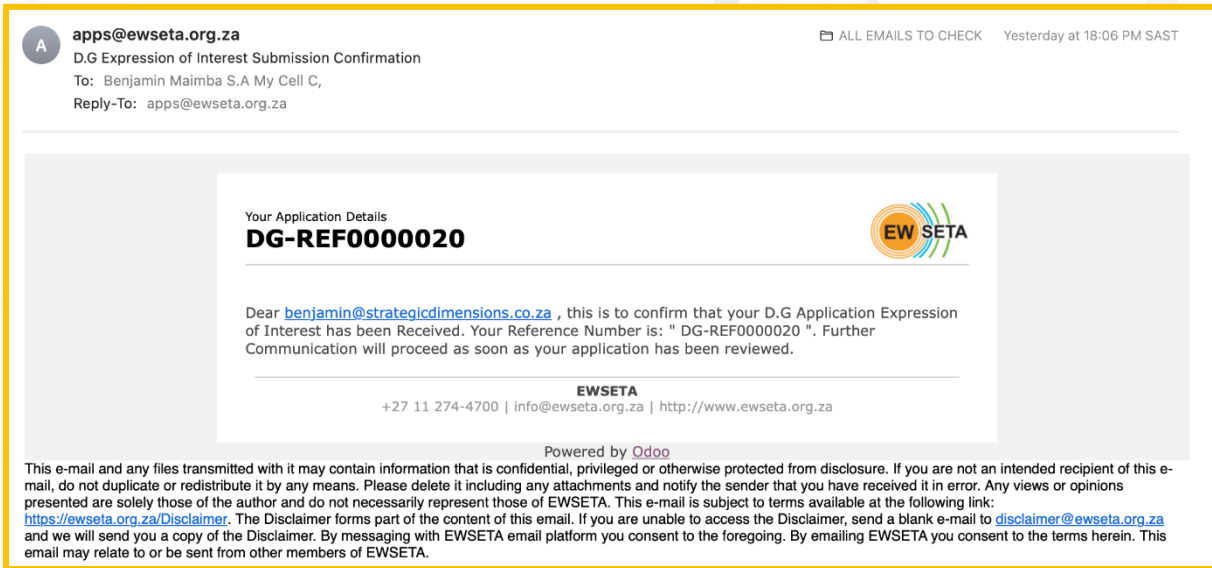 A
apps@ewseta.org.za
ALL EMAILS TO CHECK Yesterday at 18:06 PM SAST
D.G Expression of Interest Submission Confirmation
To: Benjamin Maimba S.A My Cell C,
Reply-To: apps@ewseta.org.za
Your Application Details
DG-REF0000020
EW SETA
Dear benjamin@strategicdimensions.co.za , this is to confirm that your D.G Application Expression
of Interest has been Received. Your Reference Number is: " DG-REF0000020 ". Further
Communication will proceed as soon as your application has been reviewed.
EWSETA
+27 11 274-4700 | info@ewseta.org.za | http://www.ewseta.org.za
Powered by Odoo
This e-mail and any files transmitted with it may contain information that is confidential, privileged or otherwise protected from disclosure. If you are not an intended recipient of this e-
mail, do not duplicate or redistribute it by any means. Please delete it including any attachments and notify the sender that you have received it in error. Any views or opinions
presented are solely those of the author and do not necessarily represent those of EWSETA. This e-mail is subject to terms available at the following link:
https://ewseta.org.za/Disclaimer. The Disclaimer forms part of the content of this email. If you are unable to access the Disclaimer, send a blank e-mail to disclaimer@ewseta.org.za
and we will send you a copy of the Disclaimer. By messaging with EWSETA email platform you consent to the foregoing. By emailing EWSETA you consent to the terms herein. This
email may relate to or be sent from other members of EWSETA.